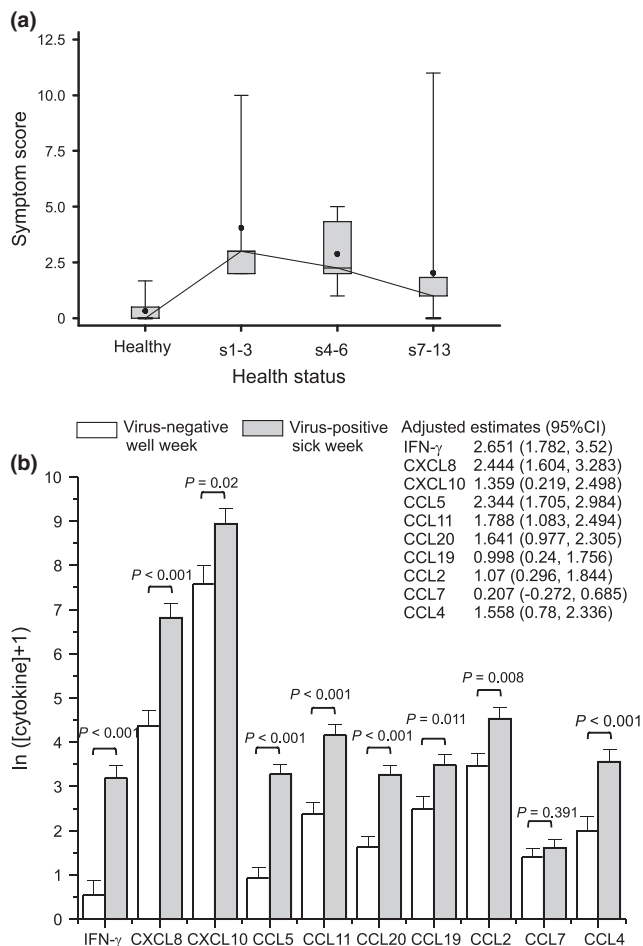 (a)
12.5
10.0
7.5
5.0
2.5
0
Symptom score
Healthy s1-3 s4-6 s7-13
Health status
Virus-negative well week
Virus-positive sick week
Adjusted estimates (95%CI)
IFN-γ 2.651 (1.782, 3.52)
CXCL8 2.444 (1.604, 3.283)
CXCL10 1.359 (0.219, 2.498)
CCL5 2.344 (1.705, 2.984)
CCL11 1.788 (1.083, 2.494)
CCL20 1.641 (0.977, 2.305)
CCL19 0.998 (0.24, 1.756)
CCL2 1.07 (0.296, 1.844)
CCL7 0.207 (-0.272, 0.685)
CCL4 1.558 (0.78, 2.336)
(b)
10
9
8
7
6
5
4
3
2
1
0
ln ([cytokine]+1)
P < 0.001
P < 0.001
P = 0.02
P < 0.001
P < 0.001
P < 0.001
P = 0.011
P = 0.008
P = 0.391
P < 0.001
IFN-γ CXCL8 CXCL10 CCL5 CCL11 CCL20 CCL19 CCL2 CCL7 CCL4